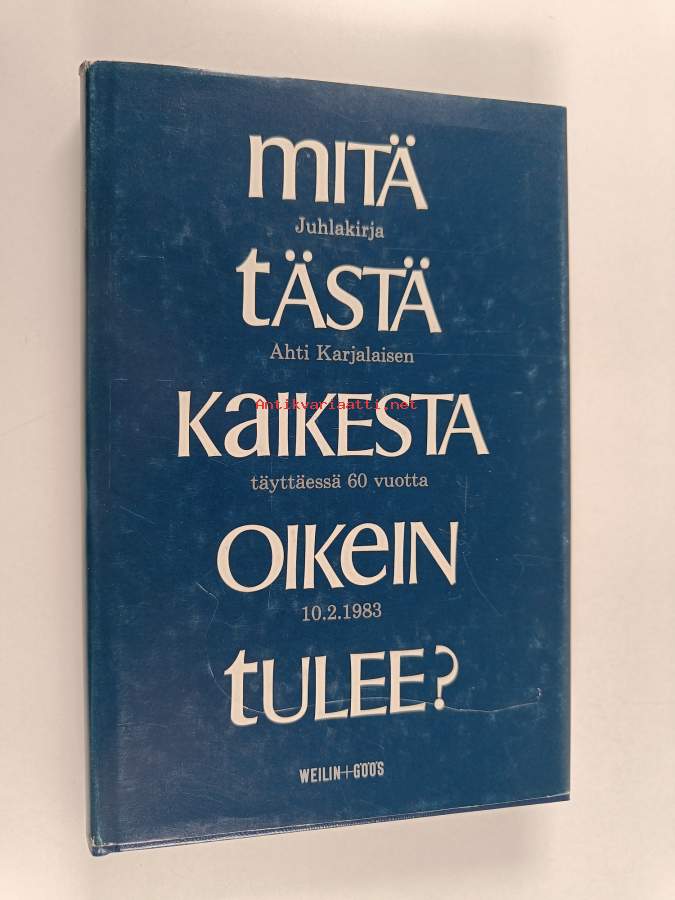 mITÄ
Juhlakirja
tÄSTÄ
Ahti Karjalaisen
KaIKESTA
Antikvariaatti.net
täyttäessä 60 vuotta
OIKeIN
10.2.1983
tULEE?
WEILIN+GÖÖS